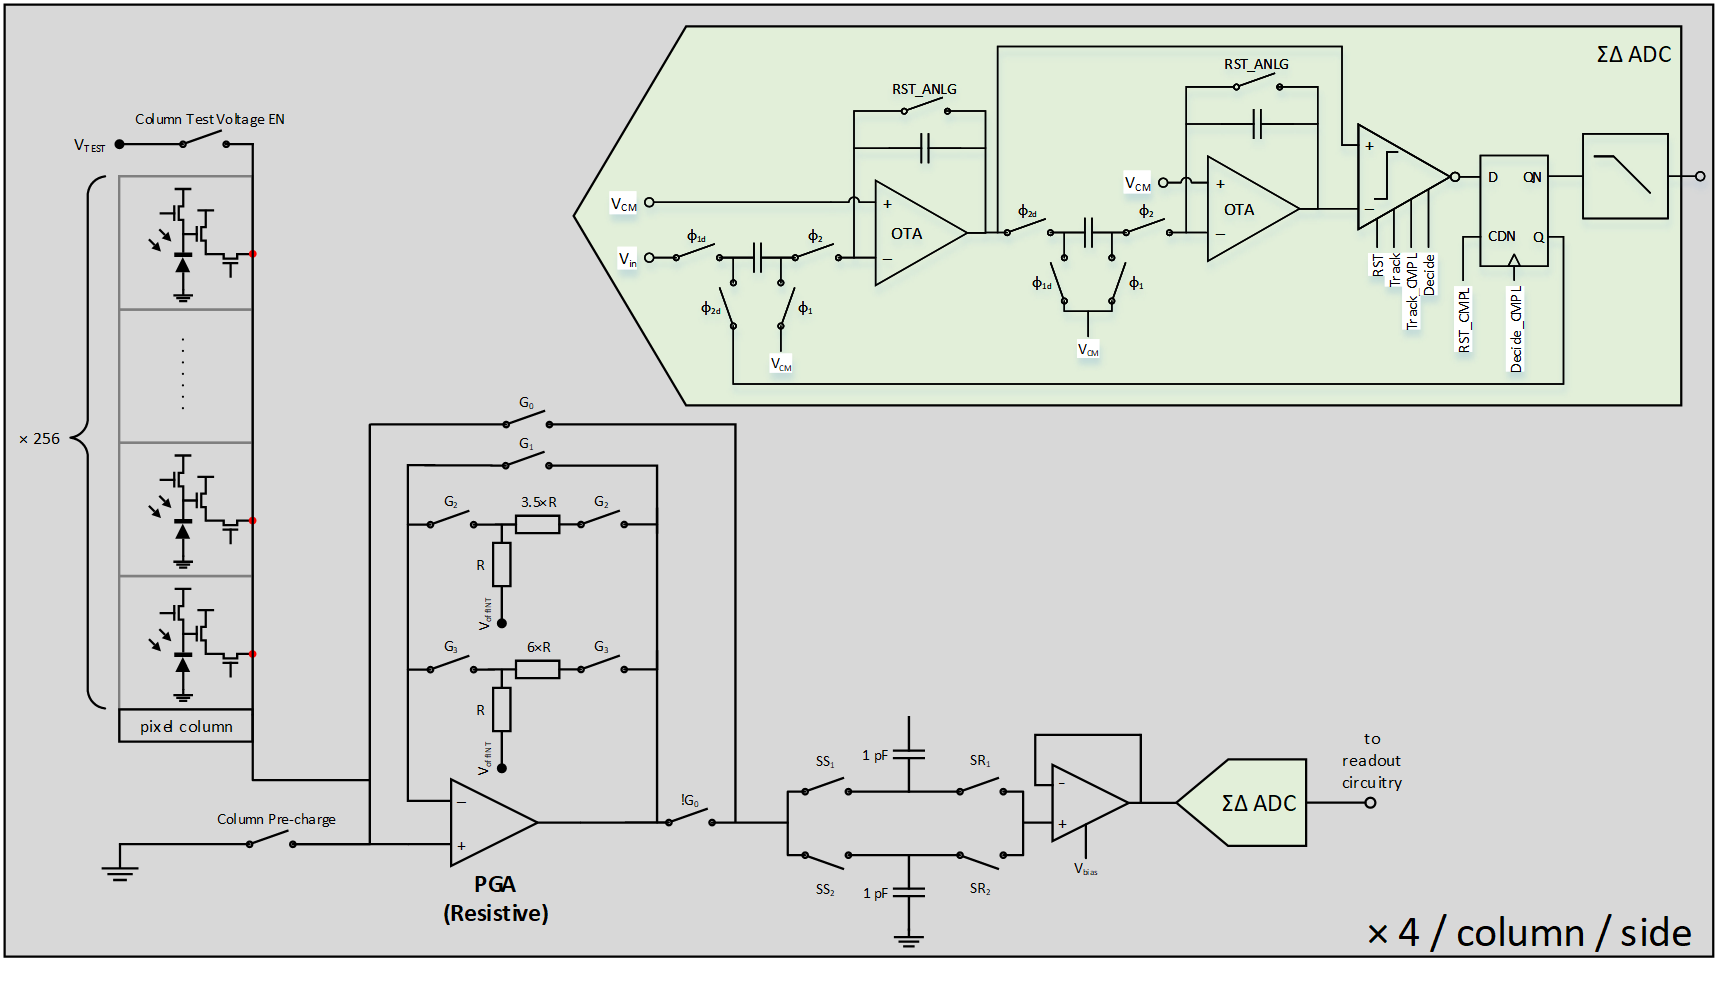 ΣΔ ADC
RST_ANLG
RST_ANLG
Column Test Voltage EN
VTEST
VCM
+
OTA
−
Vin
ϕ1d
ϕ2
ϕ2d
ϕ1
VCM
ϕ2d
ϕ2
ϕ1d
ϕ1
VCM
VCM
+
OTA
−
+
−
RST
Track
Track_CMPL
Decide
D
QN
CDN
Q
RST_CMPL
Decide_CMPL
× 256
pixel column
G0
G1
G2
3.5×R
G2
R
VoffINT
G3
6×R
G3
R
VoffINT
−
+
!G0
Column Pre-charge
PGA
(Resistive)
SS1
1 pF
SR1
SS2
1 pF
SR2
-
+
Vbias
ΣΔ ADC
to
readout
circuitry
× 4 / column / side